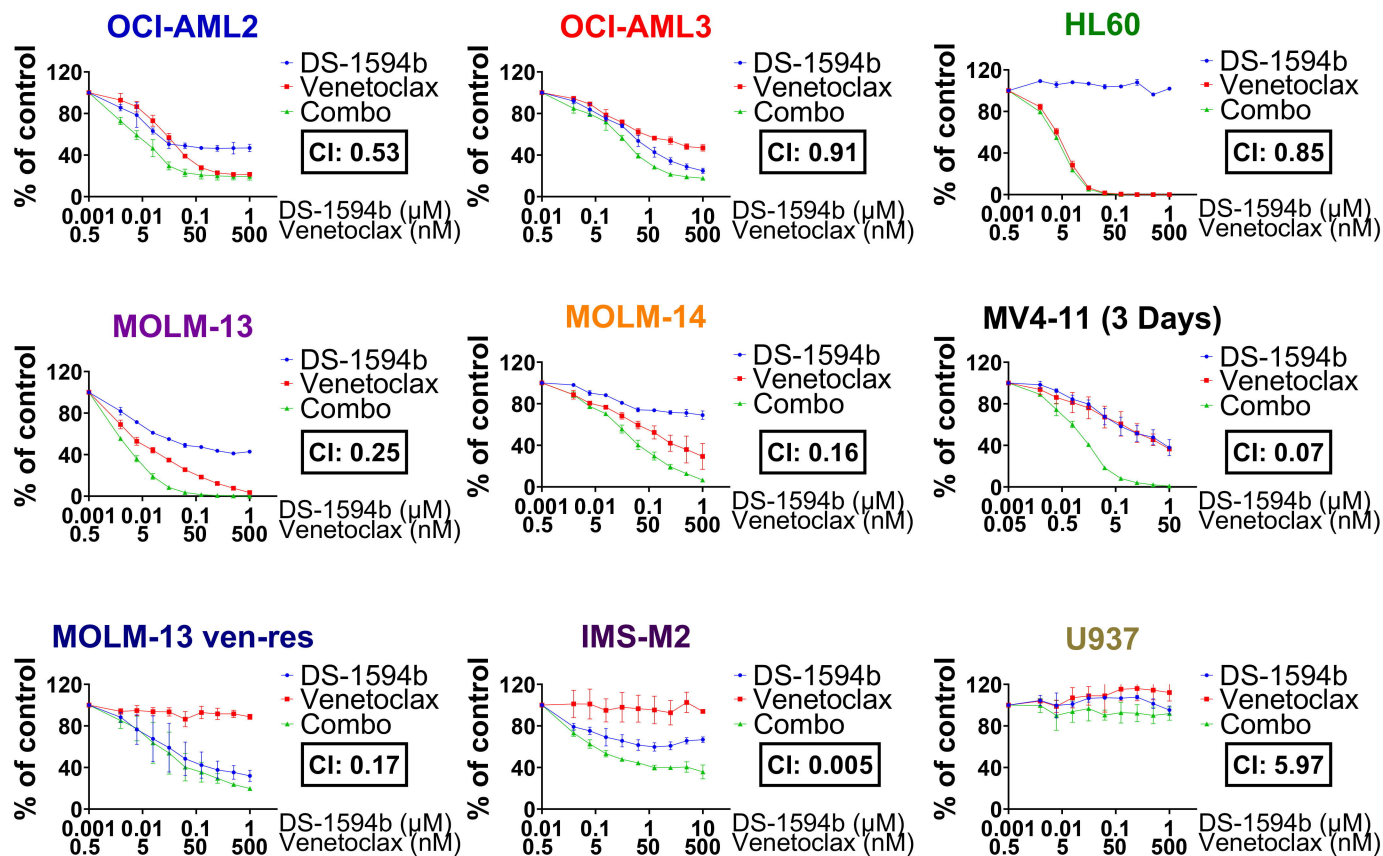 OCI-AML2
% of control
120
80
40
0
0.001 0.01 0.1 1 DS-1594b (µM)
0.5 5 50 500 Venetoclax (nM)
DS-1594b
Venetoclax
Combo
CI: 0.53
OCI-AML3
% of control
120
80
40
0
0.01 0.1 1 10 DS-1594b (µM)
0.5 5 50 500 Venetoclax (nM)
DS-1594b
Venetoclax
Combo
CI: 0.91
HL60
% of control
120
80
40
0
0.001 0.01 0.1 1 DS-1594b (µM)
0.5 5 50 500 Venetoclax (nM)
DS-1594b
Venetoclax
Combo
CI: 0.85
MOLM-13
% of control
120
80
40
0
0.001 0.01 0.1 1 DS-1594b (µM)
0.5 5 50 500 Venetoclax (nM)
DS-1594b
Venetoclax
Combo
CI: 0.25
MOLM-14
% of control
120
80
40
0
0.001 0.01 0.1 1 DS-1594b (µM)
0.5 5 50 500 Venetoclax (nM)
DS-1594b
Venetoclax
Combo
CI: 0.16
MV4-11 (3 Days)
% of control
120
80
40
0
0.001 0.01 0.1 1 DS-1594b (µM)
0.05 0.5 5 50 Venetoclax (nM)
DS-1594b
Venetoclax
Combo
CI: 0.07
MOLM-13 ven-res
% of control
120
80
40
0
0.001 0.01 0.1 1 DS-1594b (µM)
0.5 5 50 500 Venetoclax (nM)
DS-1594b
Venetoclax
Combo
CI: 0.17
IMS-M2
% of control
120
80
40
0
0.01 0.1 1 10 DS-1594b (µM)
0.5 5 50 500 Venetoclax (nM)
DS-1594b
Venetoclax
Combo
CI: 0.005
U937
% of control
120
80
40
0
0.001 0.01 0.1 1 DS-1594b (µM)
0.5 5 50 500 Venetoclax (nM)
DS-1594b
Venetoclax
Combo
CI: 5.97